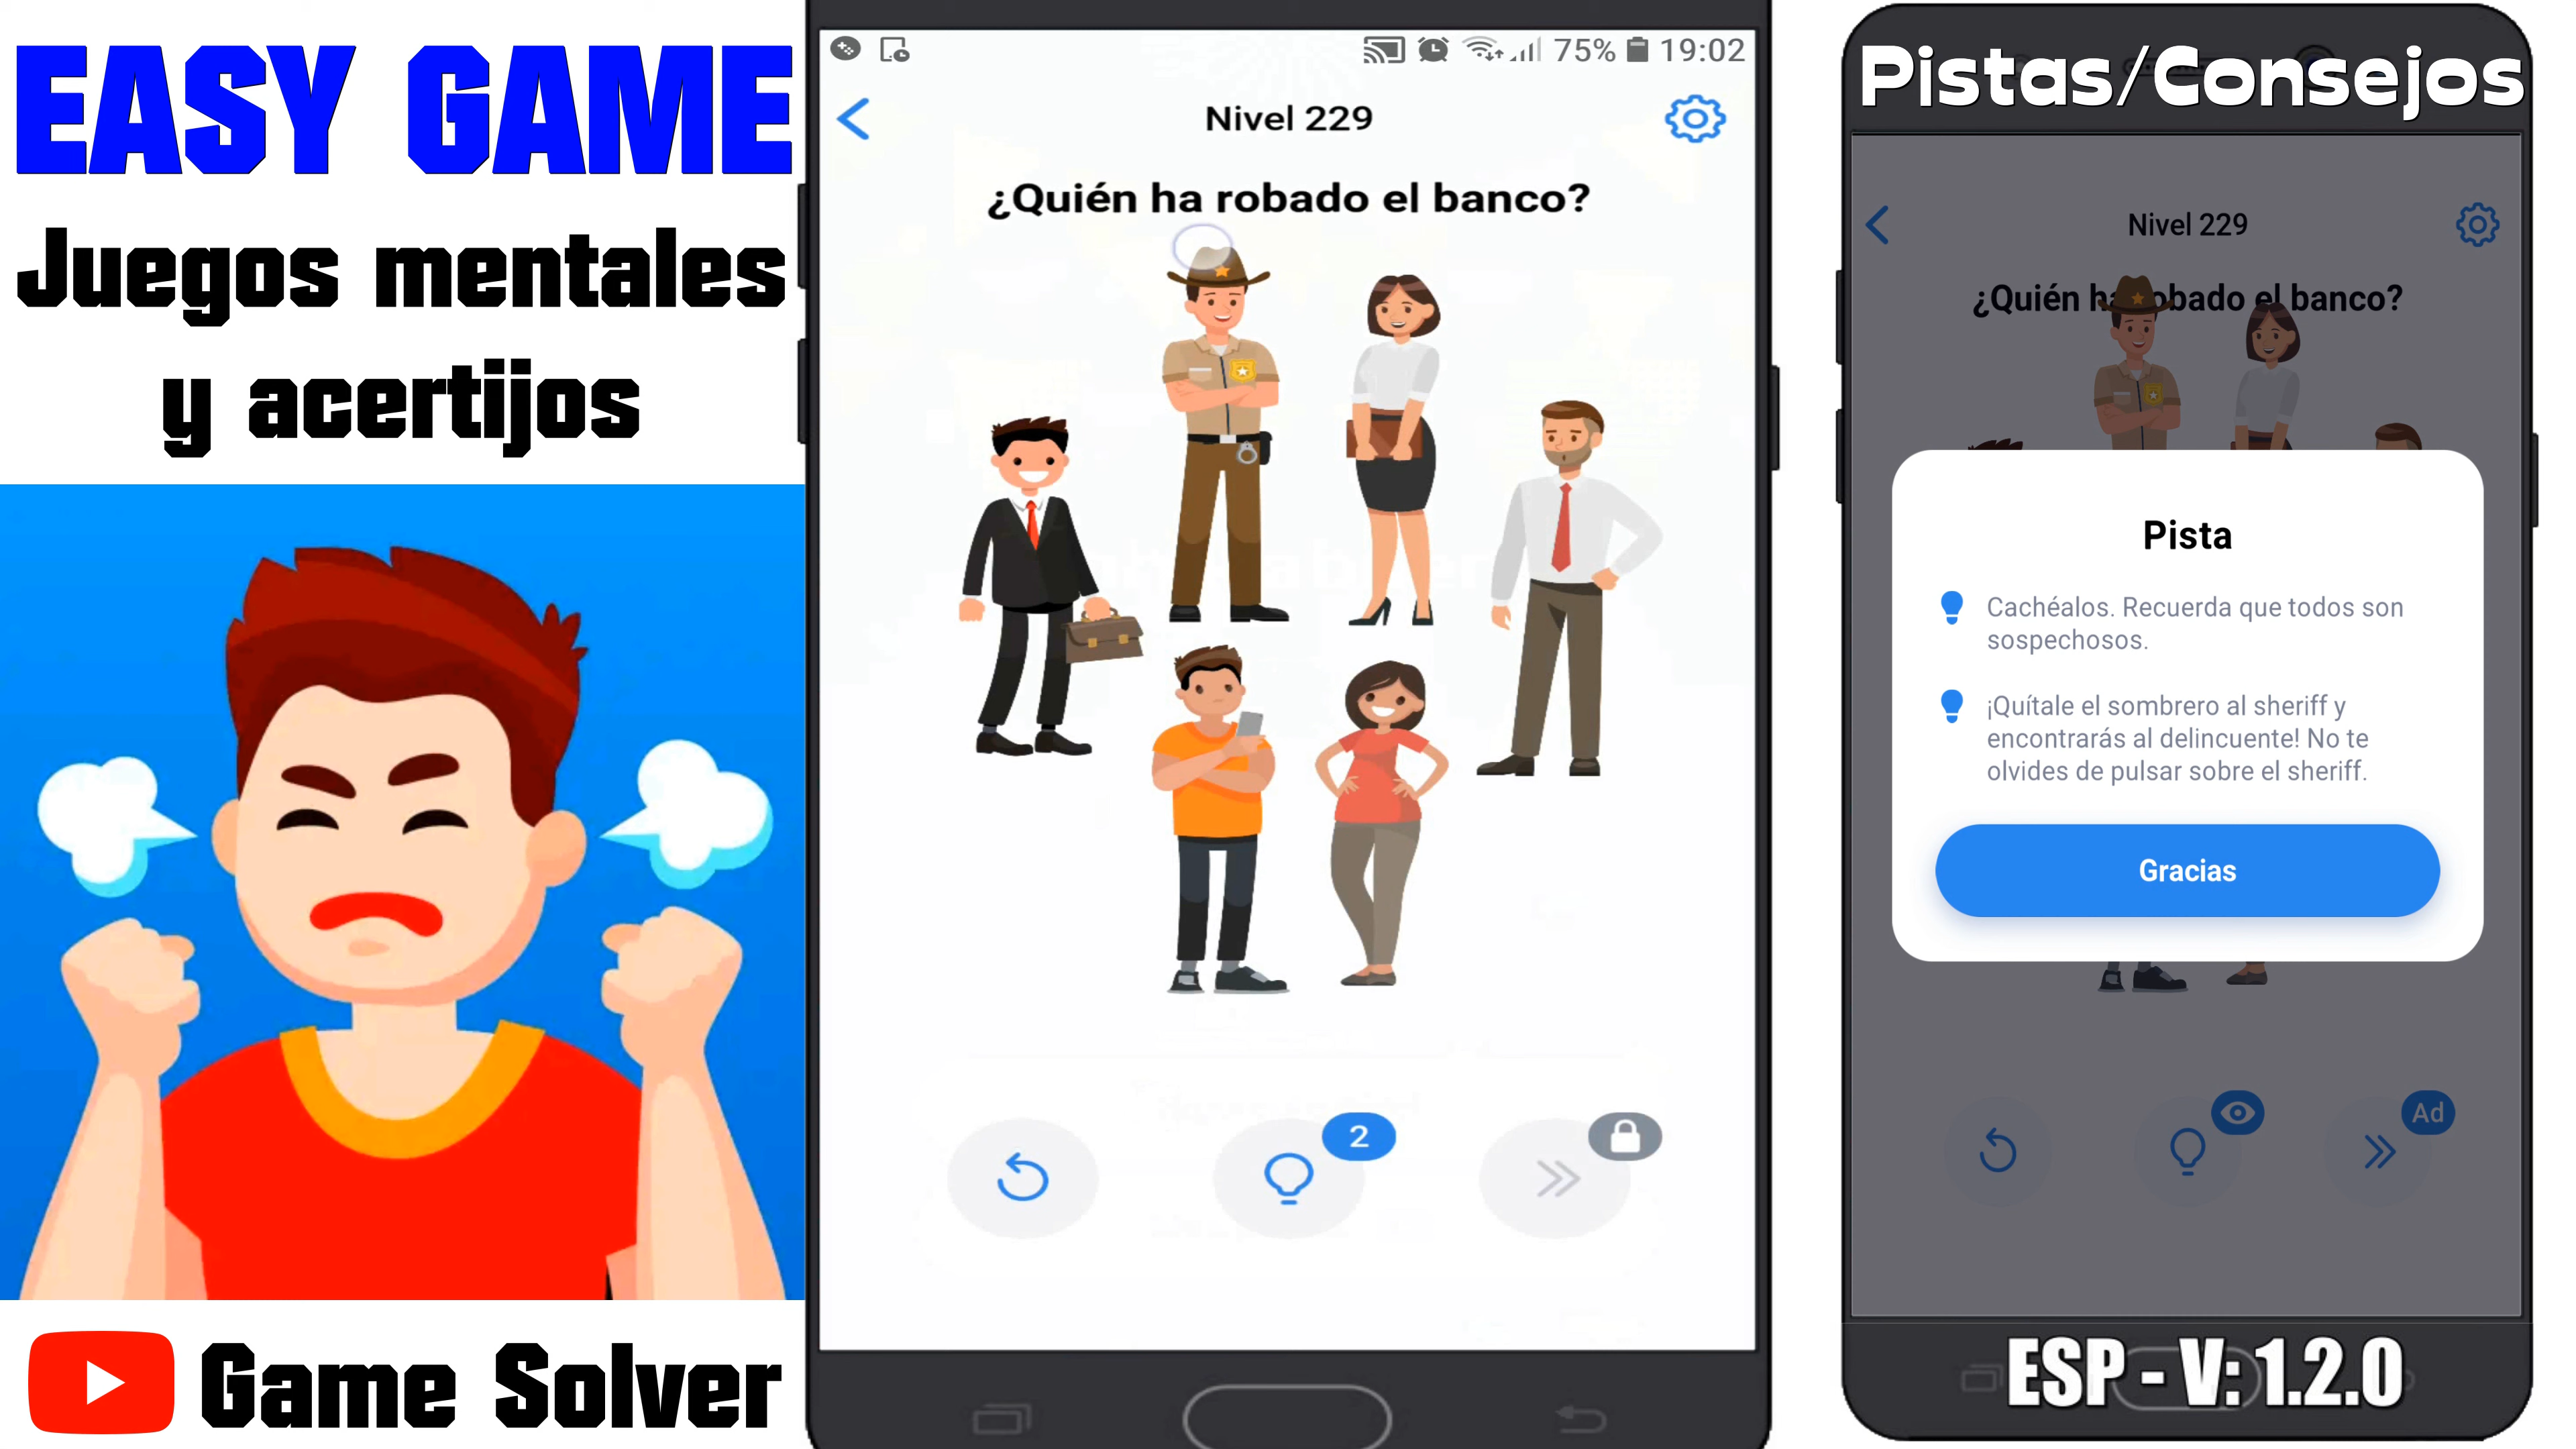 EASY GAME
Juegos mentales
y acertijos
Game Solver
75% 19:02
Nivel 229
¿Quién ha robado el banco?
2
Pistas/Consejos
Nivel 229
¿Quién ha robado el banco?
Pista
Cachéalos. Recuerda que todos son
sospechosos.
¡Quítale el sombrero al sheriff y
encontrarás al delincuente! No te
olvides de pulsar sobre el sheriff.
Gracias
Ad
ESP - V: 1.2.0